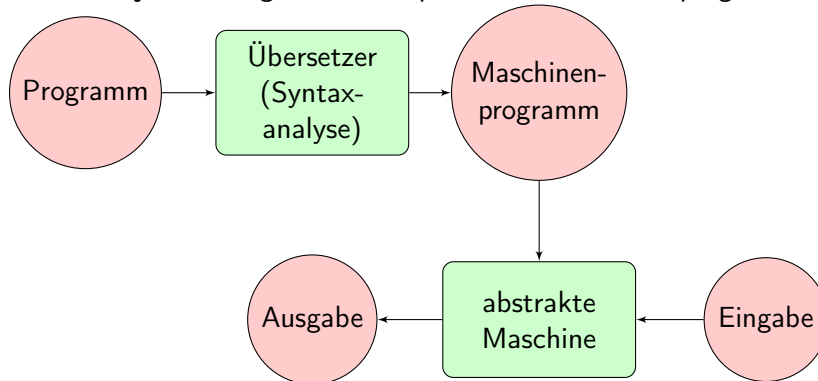 Programm
Übersetzer
(Syntax-
analyse)
Maschinen-
programm
Ausgabe
abstrakte
Maschine
Eingabe